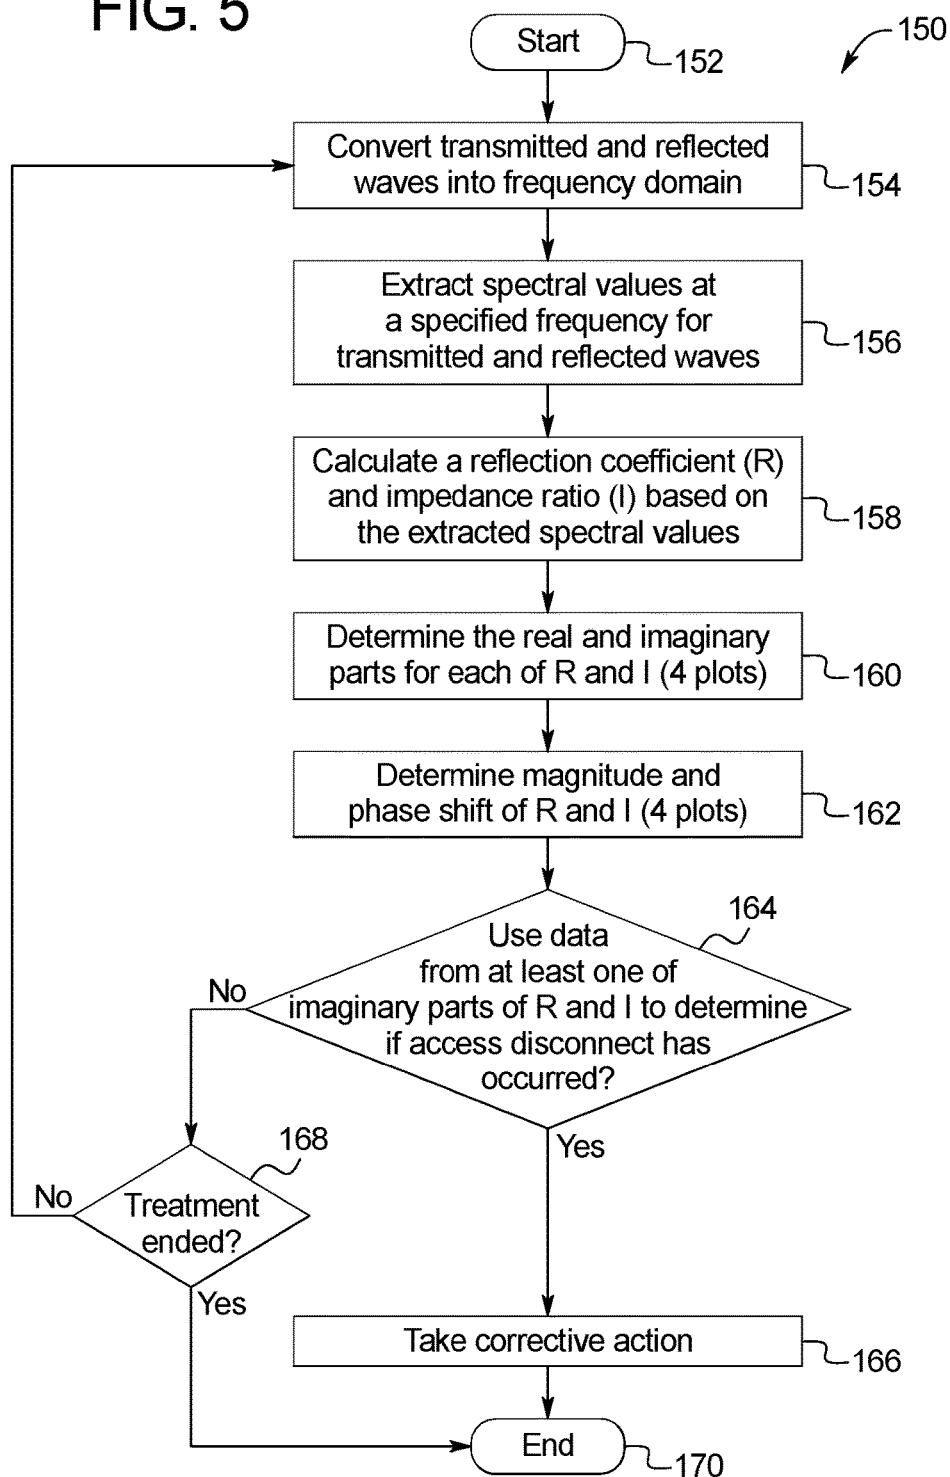 FIG. 5
150
Start
152
Convert transmitted and reflected
waves into frequency domain
154
Extract spectral values at
a specified frequency for
transmitted and reflected waves
156
Calculate a reflection coefficient (R)
and impedance ratio (I) based on
the extracted spectral values
158
Determine the real and imaginary
parts for each of R and I (4 plots)
160
Determine magnitude and
phase shift of R and I (4 plots)
162
164
Use data
from at least one of
imaginary parts of R and I to determine
if access disconnect has
occurred?
No
Yes
168
Treatment
ended?
No
Yes
Take corrective action
166
End
170